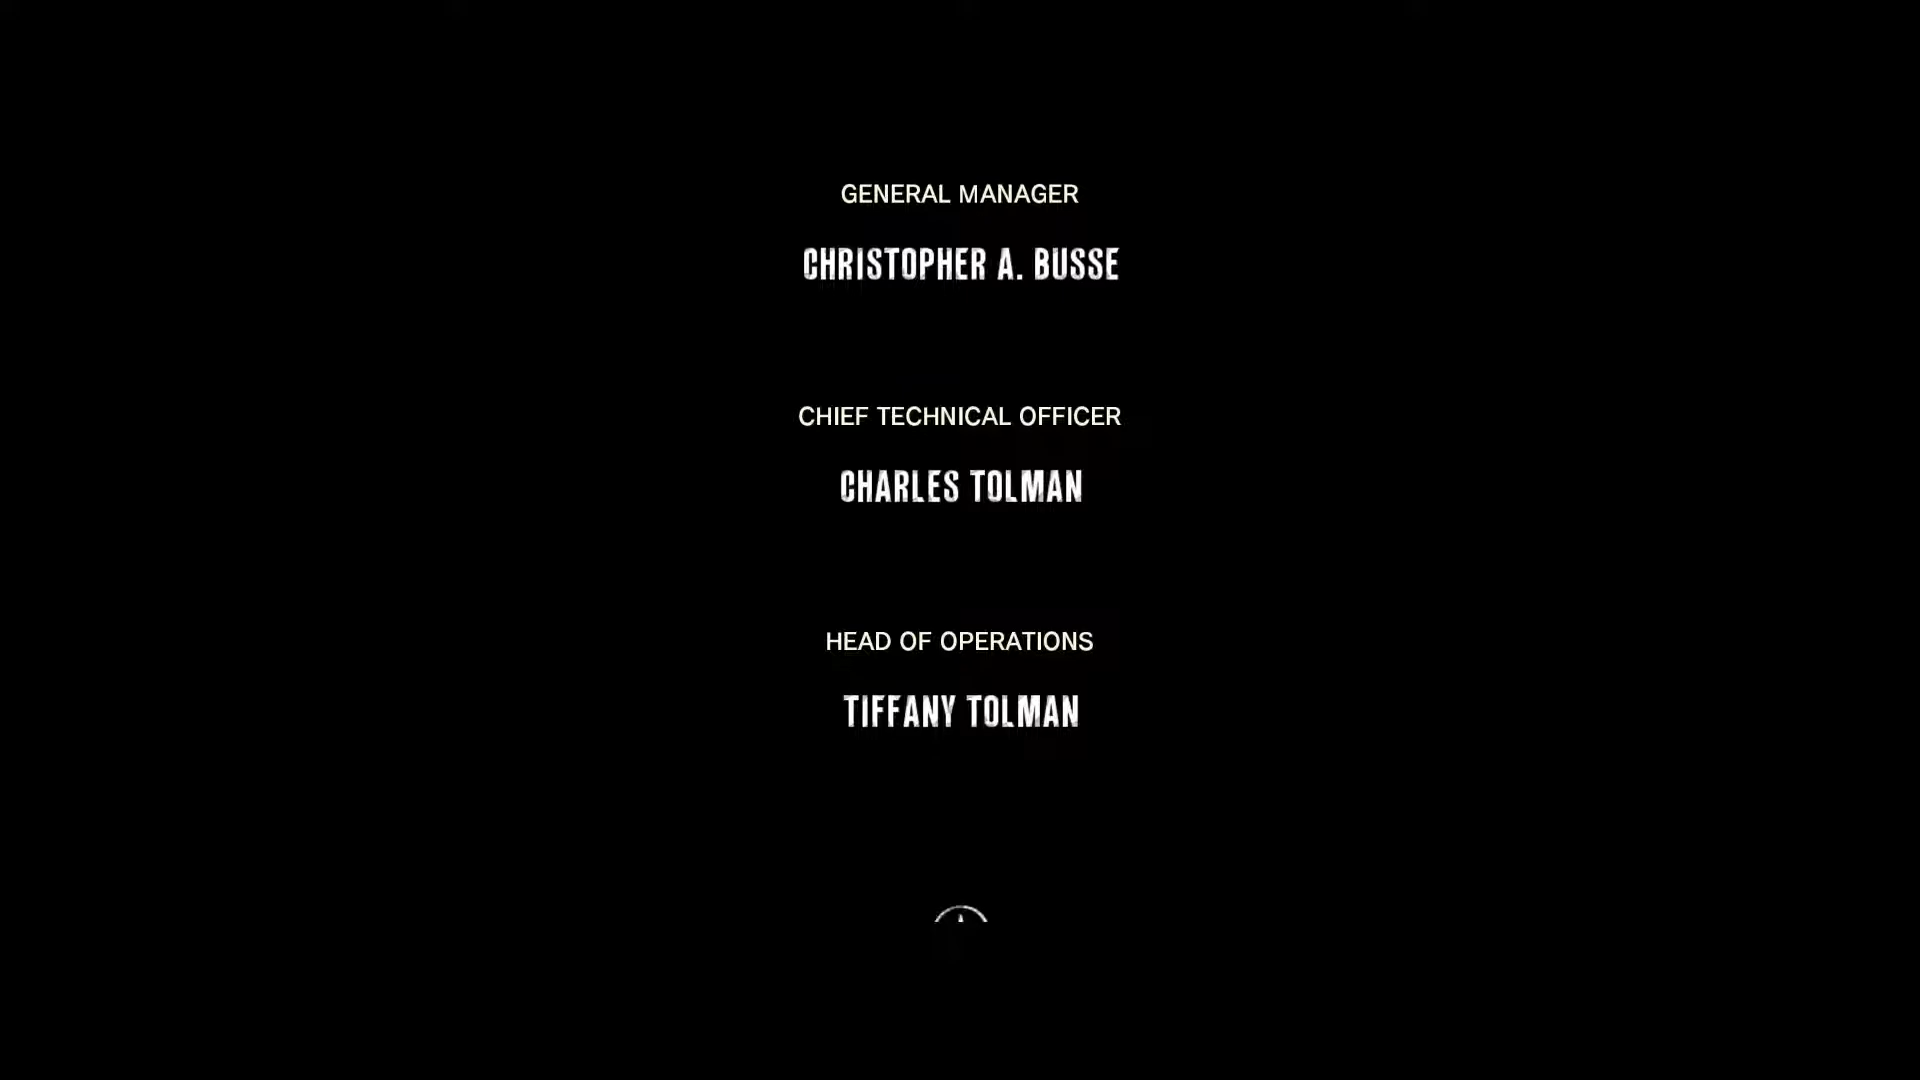 GENERAL MANAGER
CHRISTOPHER A. BUSSE
CHIEF TECHNICAL OFFICER
CHARLES TOLMAN
HEAD OF OPERATIONS
TIFFANY TOLMAN